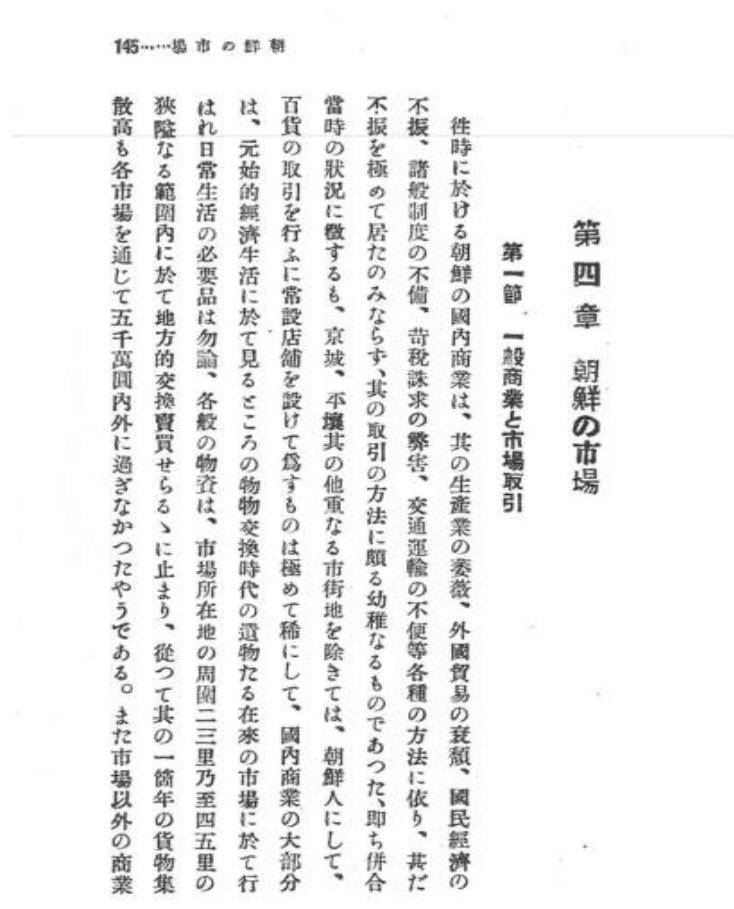 朝鮮の市場……145
第四章　朝鮮の市場
第一節　一般商業と市場取引
徃時に於ける朝鮮の國內商業は、其の生產業の萎薇、外國貿易の衰頽、國民經濟の
不振、諸般制度の不備、苛稅誅求の弊害、交通運輸の不便等各種の方法に依り、甚だ
不振を極めて居たのみならず、其の取引の方法に頗る幼稚なるものであつた、卽ち併合
當時の狀況に徵するも、京城、平壤其の他重なる市街地を除きては、朝鮮人にして、
百貨の取引を行ふに常設店舖を設けて爲すものは極めて稀にして、國內商業の大部分
は、元始的經濟生活に於て見るところの物物交換時代の遺物たる在來の市場に於て行
はれ日常生活の必要品は勿論、各般の物資は、市場所在地の周圍二三里乃至四五里の
狹隘なる範圍內に於て地方的交換賣買せらるゝに止まり、從つて其の一箇年の貨物集
散高も各市場を通じて五千萬圓內外に過ぎなかつたやうである。また市場以外の商業